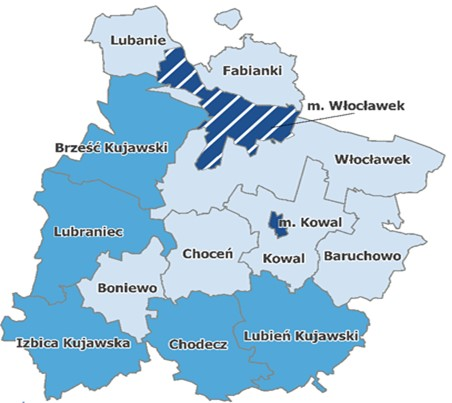 Lubanie
Fabianki
m. Włocławek
Brześć Kujawski
Włocławek
Lubraniec
m. Kowal
Choceń
Kowal
Baruchowo
Boniewo
Izbica Kujawska
Chodecz
Lubień Kujawski